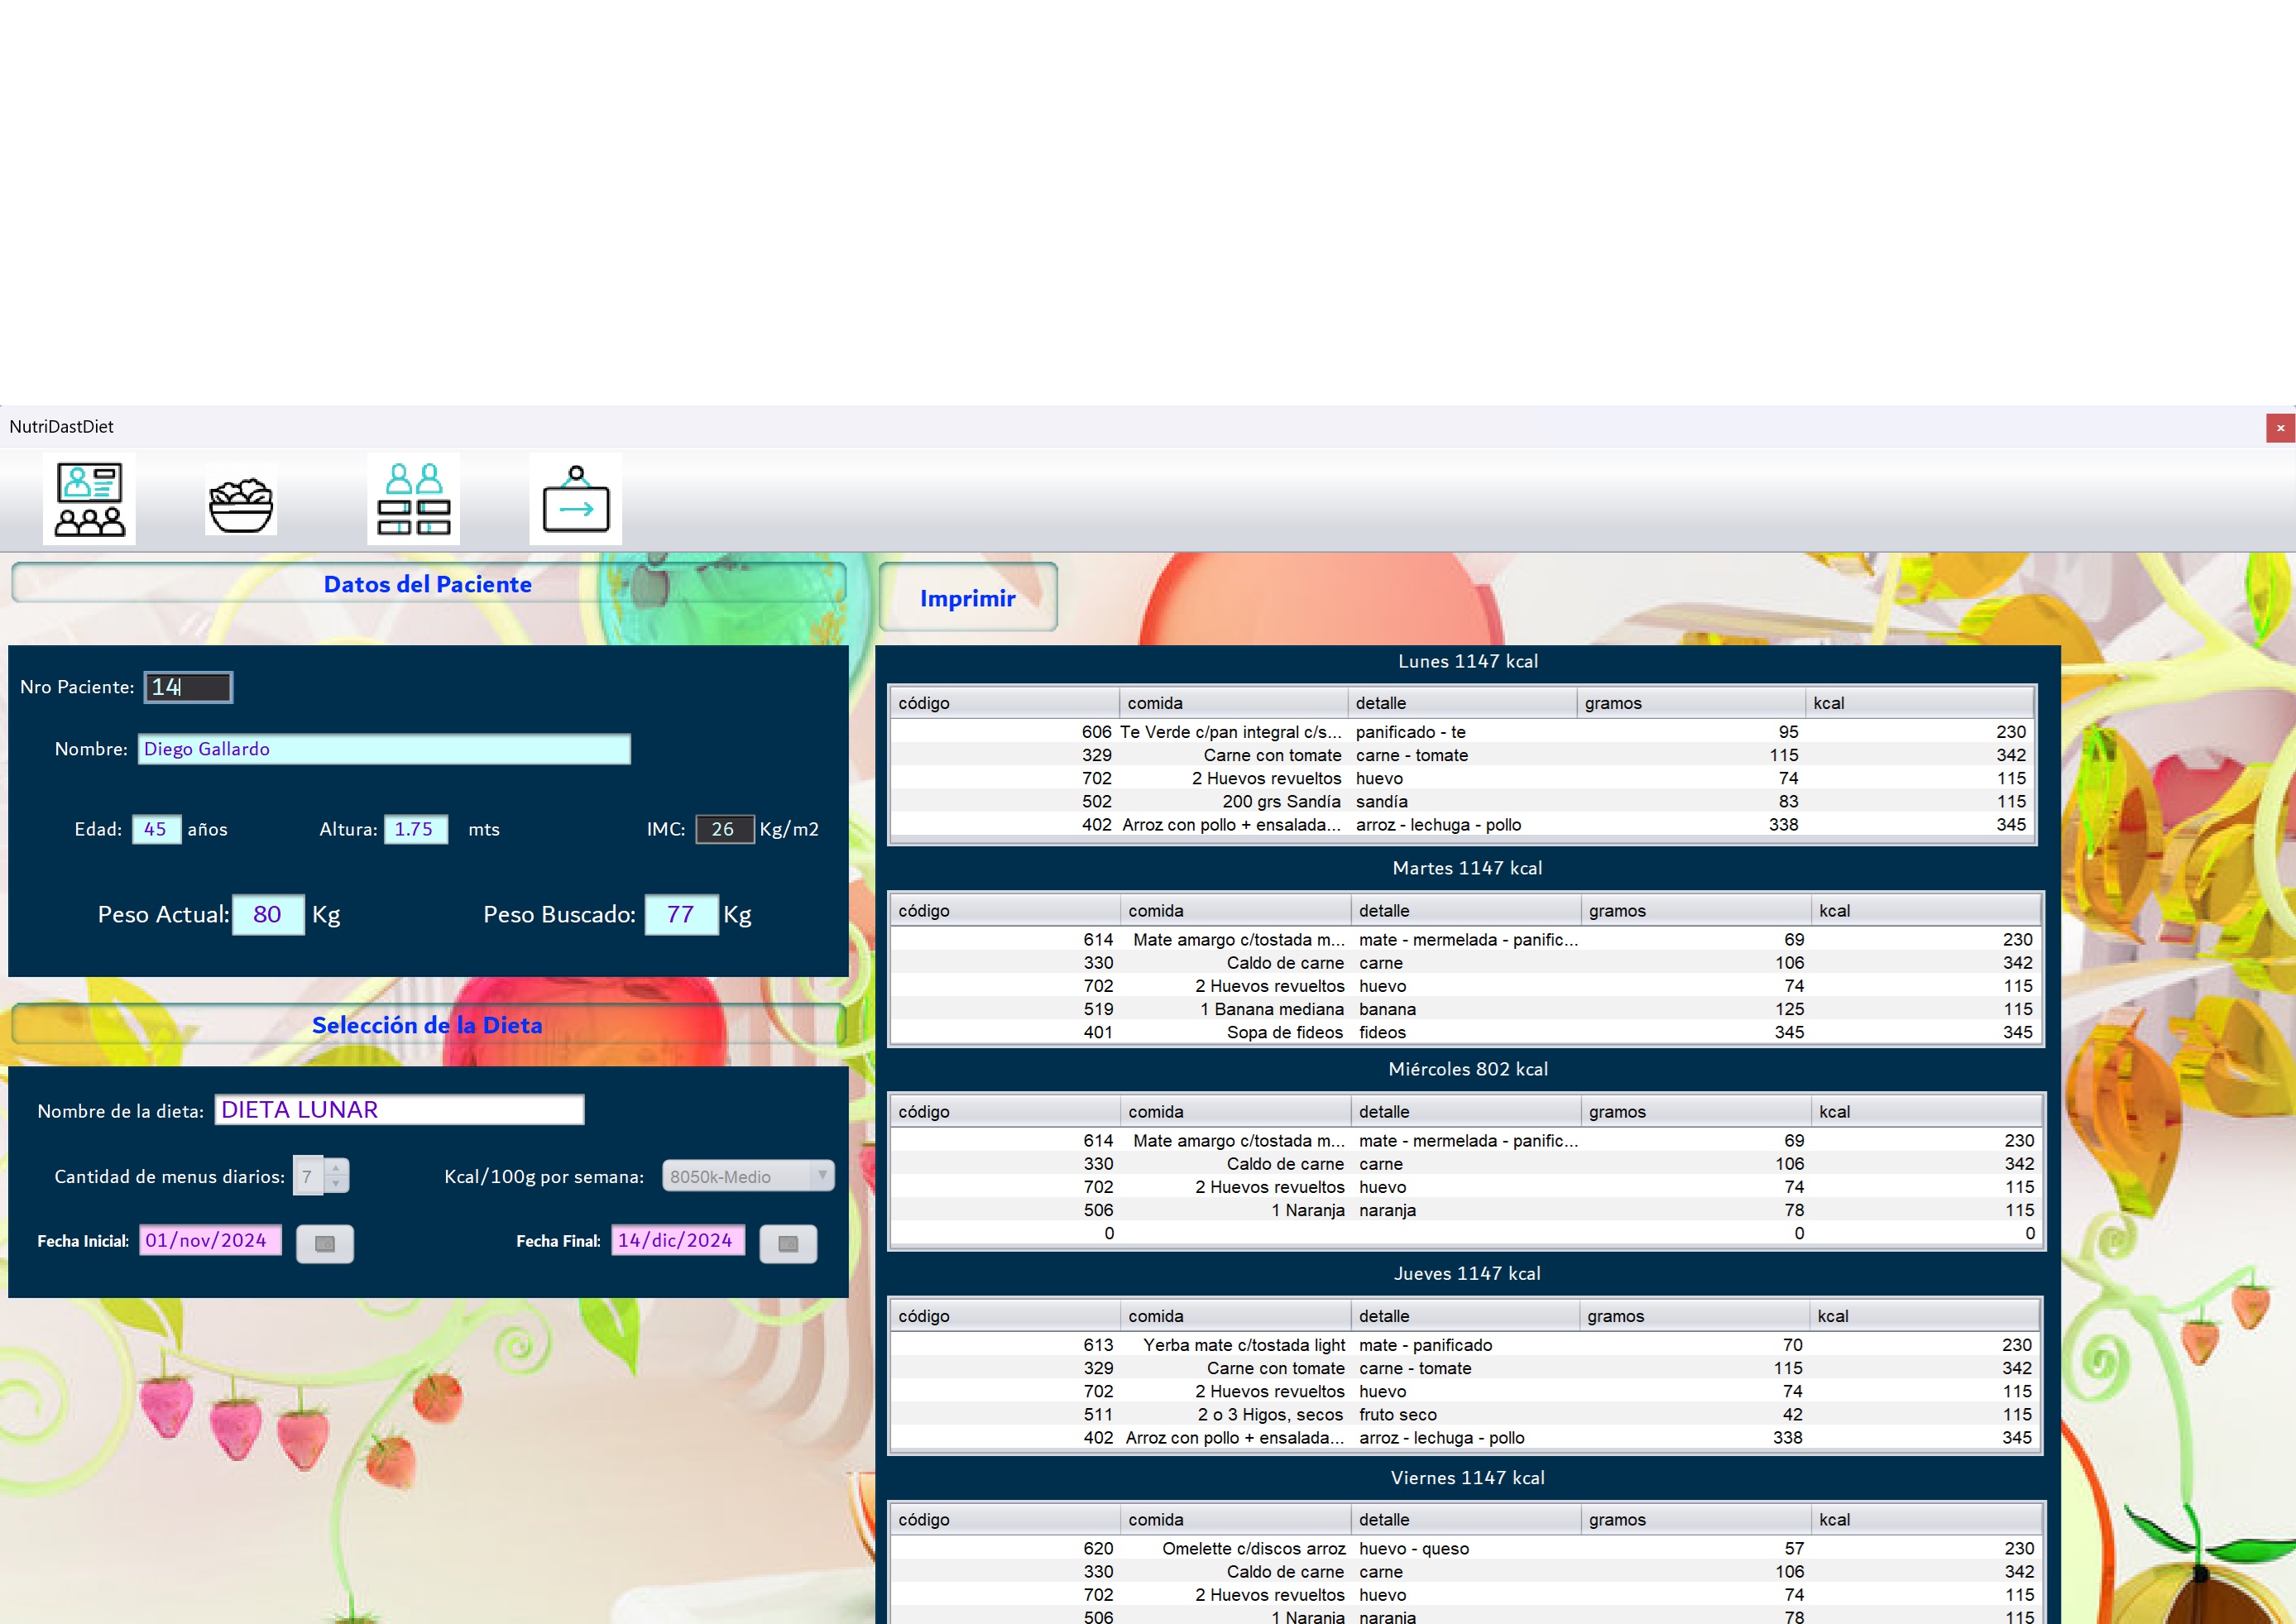 NutriDastDiet
Datos del Paciente
Nro Paciente: 14
Nombre: Diego Gallardo
Edad: 45 años Altura: 1.75 mts IMC: 26 Kg/m2
Peso Actual: 80 Kg Peso Buscado: 77 Kg
Selección de la Dieta
Nombre de la dieta: DIETA LUNAR
Cantidad de menus diarios: 7 Kcal/100g por semana: 8050k-Medio
Fecha Inicial: 01/nov/2024 Fecha Final: 14/dic/2024
Imprimir
Lunes 1147 kcal
código comida detalle gramos kcal
606 Te Verde c/pan integral c/s... panificado - te 95 230
329 Carne con tomate carne - tomate 115 342
702 2 Huevos revueltos huevo 74 115
502 200 grs Sandía sandía 83 115
402 Arroz con pollo + ensalada... arroz - lechuga - pollo 338 345
Martes 1147 kcal
código comida detalle gramos kcal
614 Mate amargo c/tostada m... mate - mermelada - panific... 69 230
330 Caldo de carne carne 106 342
702 2 Huevos revueltos huevo 74 115
519 1 Banana mediana banana 125 115
401 Sopa de fideos fideos 345 345
Miércoles 802 kcal
código comida detalle gramos kcal
614 Mate amargo c/tostada m... mate - mermelada - panific... 69 230
330 Caldo de carne carne 106 342
702 2 Huevos revueltos huevo 74 115
506 1 Naranja naranja 78 115
0 0 0
Jueves 1147 kcal
código comida detalle gramos kcal
613 Yerba mate c/tostada light mate - panificado 70 230
329 Carne con tomate carne - tomate 115 342
702 2 Huevos revueltos huevo 74 115
511 2 o 3 Higos, secos fruto seco 42 115
402 Arroz con pollo + ensalada... arroz - lechuga - pollo 338 345
Viernes 1147 kcal
código comida detalle gramos kcal
620 Omelette c/discos arroz huevo - queso 57 230
330 Caldo de carne carne 106 342
702 2 Huevos revueltos huevo 74 115
506 1 Naranja naranja 78 115